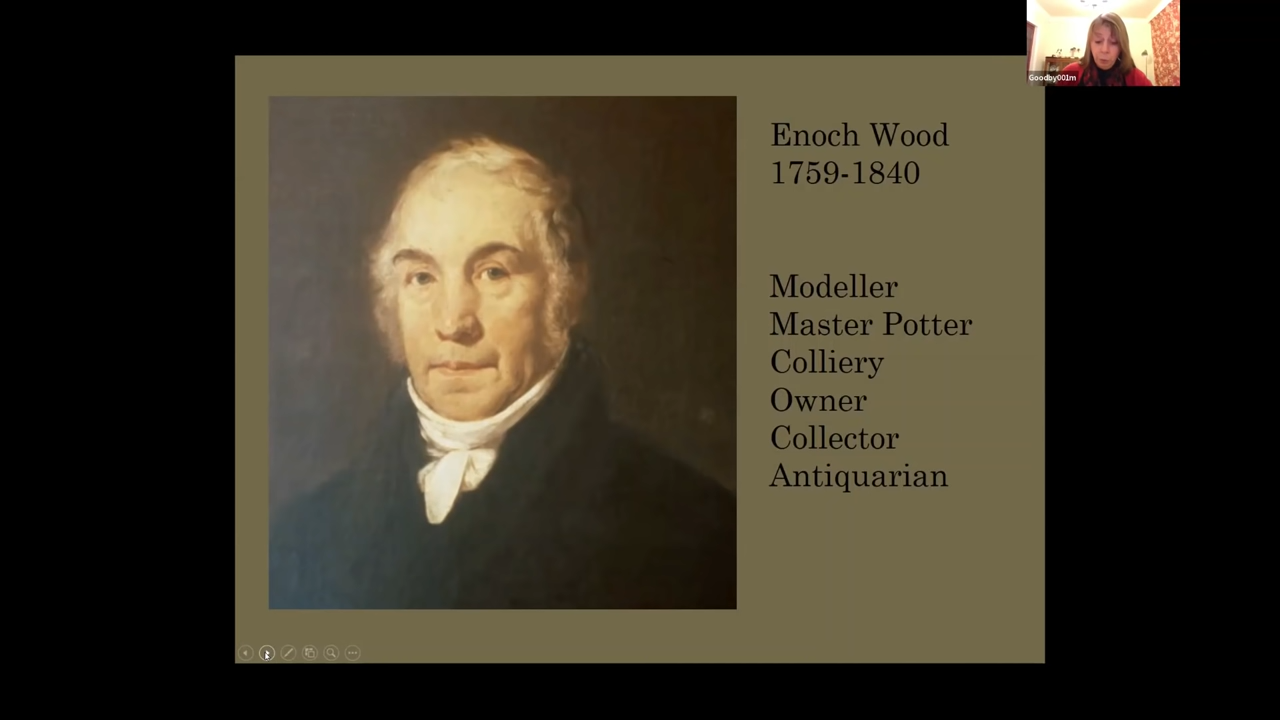 Goodby001m
Enoch Wood
1759-1840
Modeller
Master Potter
Colliery
Owner
Collector
Antiquarian